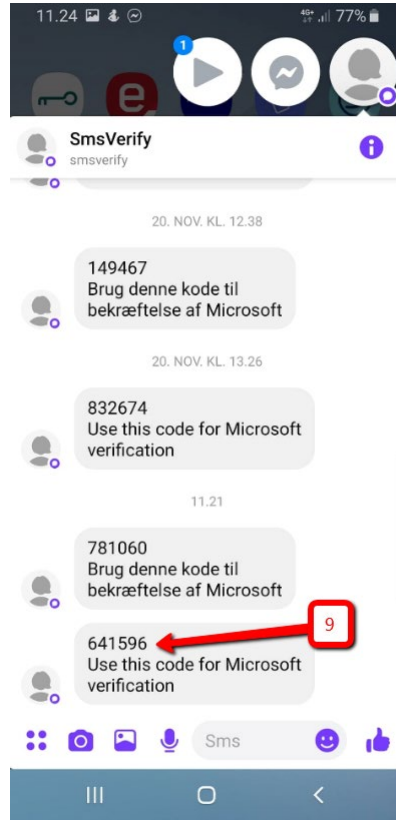 11.24
4G+
77%
1
e
SmsVerify
smsverify
20. NOV. KL. 12.38
149467
Brug denne kode til
bekræftelse af Microsoft
20. NOV. KL. 13.26
832674
Use this code for Microsoft
verification
11.21
781060
Brug denne kode til
bekræftelse af Microsoft
9
641596
Use this code for Microsoft
verification
Sms